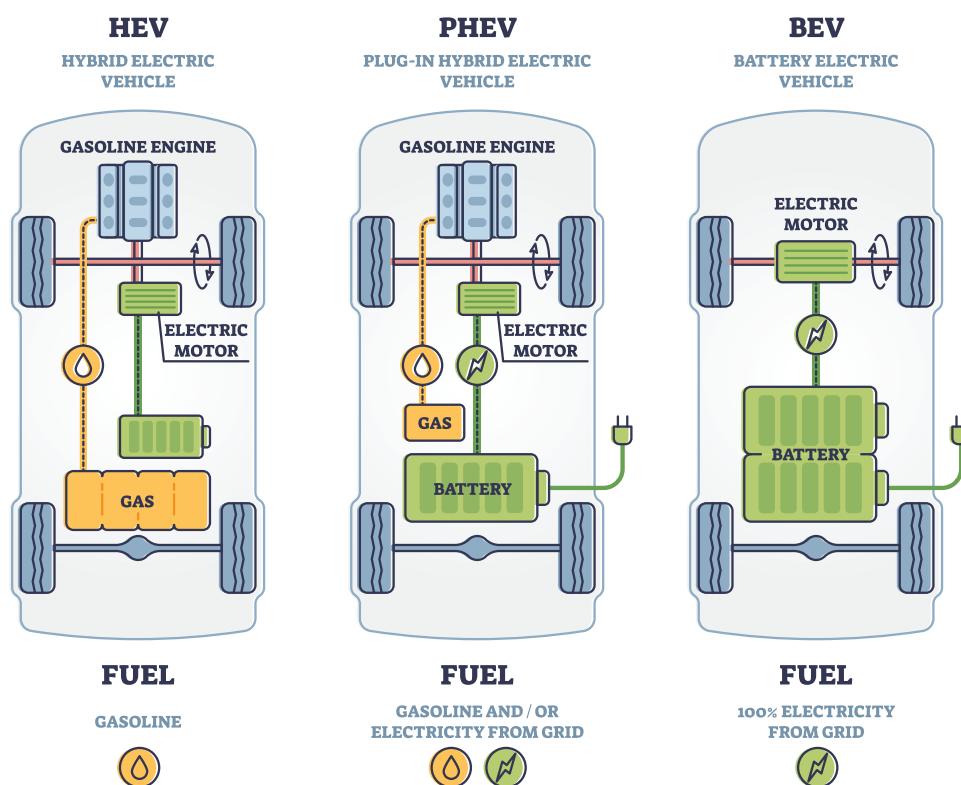 HEV
HYBRID ELECTRIC
VEHICLE
GASOLINE ENGINE
ELECTRIC
MOTOR
GAS
FUEL
GASOLINE
PHEV
PLUG-IN HYBRID ELECTRIC
VEHICLE
GASOLINE ENGINE
ELECTRIC
MOTOR
GAS
BATTERY
FUEL
GASOLINE AND / OR
ELECTRICITY FROM GRID
BEV
BATTERY ELECTRIC
VEHICLE
ELECTRIC
MOTOR
BATTERY
FUEL
100% ELECTRICITY
FROM GRID